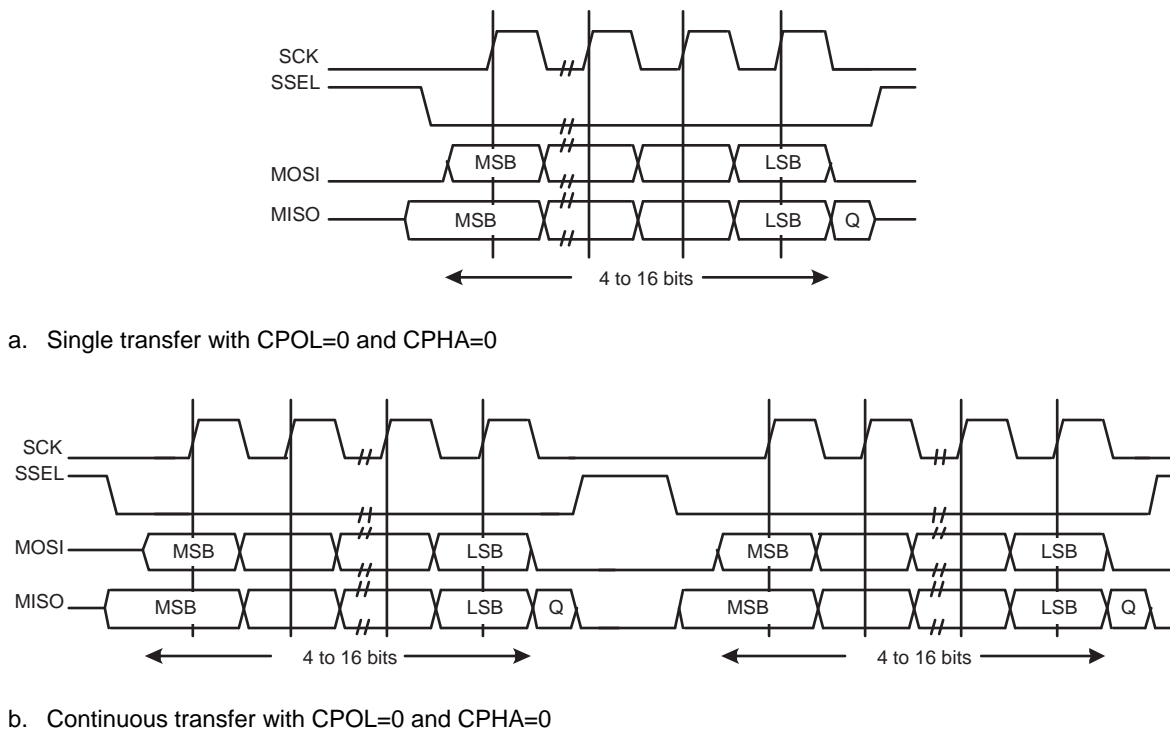 SCK
SSEL
MOSI MSB LSB
MISO MSB LSB Q
4 to 16 bits
a. Single transfer with CPOL=0 and CPHA=0
SCK
SSEL
MOSI MSB LSB MSB LSB
MISO MSB LSB Q MSB LSB Q
4 to 16 bits 4 to 16 bits
b. Continuous transfer with CPOL=0 and CPHA=0